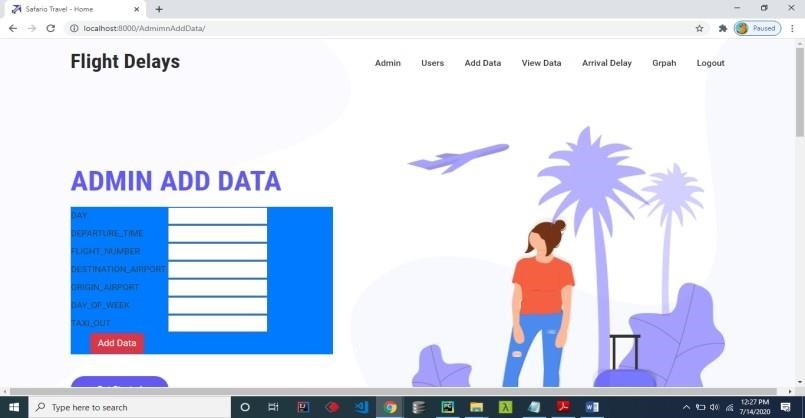 Safario Travel - Home
localhost:8000/AdmimnAddData/
Paused
Flight Delays
Admin Users Add Data View Data Arrival Delay Grpah Logout
ADMIN ADD DATA
DAY
DEPARTURE_TIME
FLIGHT_NUMBER
DESTINATION_AIRPORT
ORIGIN_AIRPORT
DAY_OF_WEEK
TAXI_OUT
Add Data
Type here to search
12:27 PM
7/14/2020